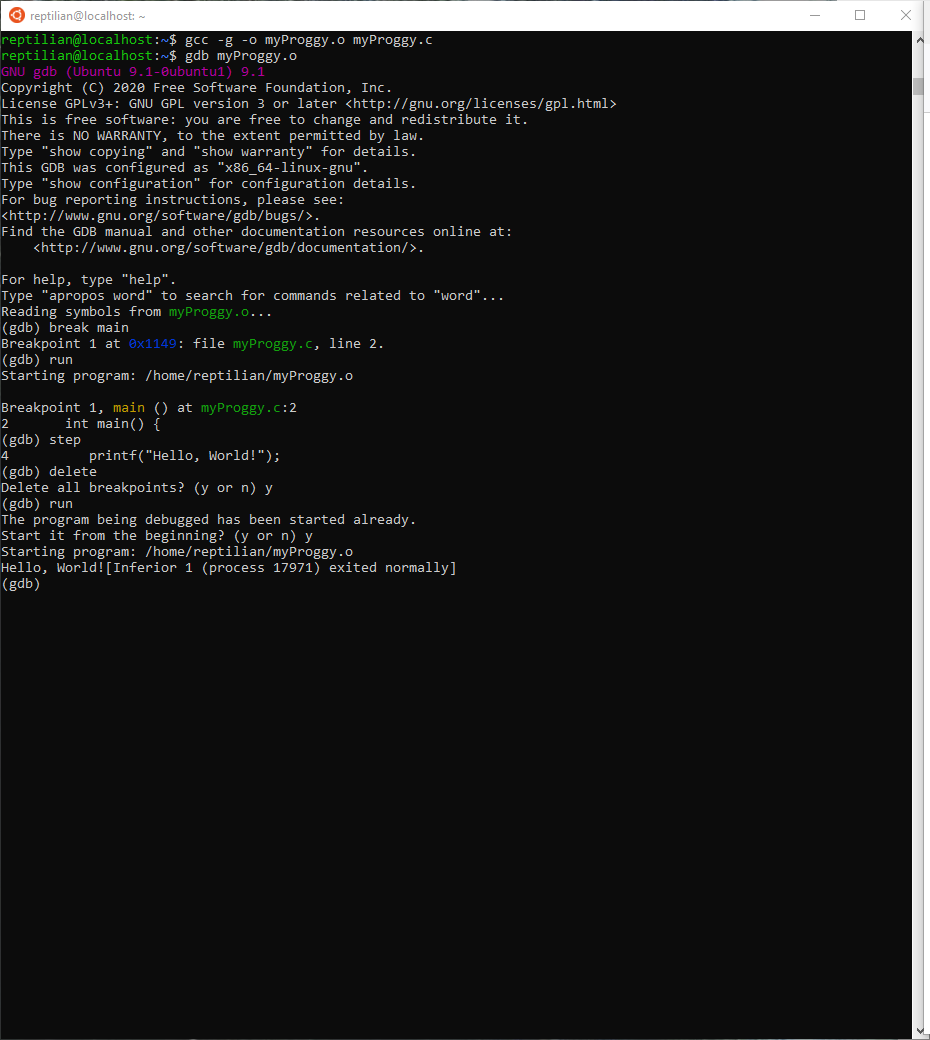 reptilian@localhost: ~
reptilian@localhost:~$ gcc -g -o myProggy.o myProggy.c
reptilian@localhost:~$ gdb myProggy.o
GNU gdb (Ubuntu 9.1-0ubuntu1) 9.1
Copyright (C) 2020 Free Software Foundation, Inc.
License GPLv3+: GNU GPL version 3 or later <http://gnu.org/licenses/gpl.html>
This is free software: you are free to change and redistribute it.
There is NO WARRANTY, to the extent permitted by law.
Type "show copying" and "show warranty" for details.
This GDB was configured as "x86_64-linux-gnu".
Type "show configuration" for configuration details.
For bug reporting instructions, please see:
<http://www.gnu.org/software/gdb/bugs/>.
Find the GDB manual and other documentation resources online at:
    <http://www.gnu.org/software/gdb/documentation/>.

For help, type "help".
Type "apropos word" to search for commands related to "word"...
Reading symbols from myProggy.o...
(gdb) break main
Breakpoint 1 at 0x1149: file myProggy.c, line 2.
(gdb) run
Starting program: /home/reptilian/myProggy.o

Breakpoint 1, main () at myProggy.c:2
2       int main() {
(gdb) step
4          printf("Hello, World!");
(gdb) delete
Delete all breakpoints? (y or n) y
(gdb) run
The program being debugged has been started already.
Start it from the beginning? (y or n) y
Starting program: /home/reptilian/myProggy.o
Hello, World![Inferior 1 (process 17971) exited normally]
(gdb)